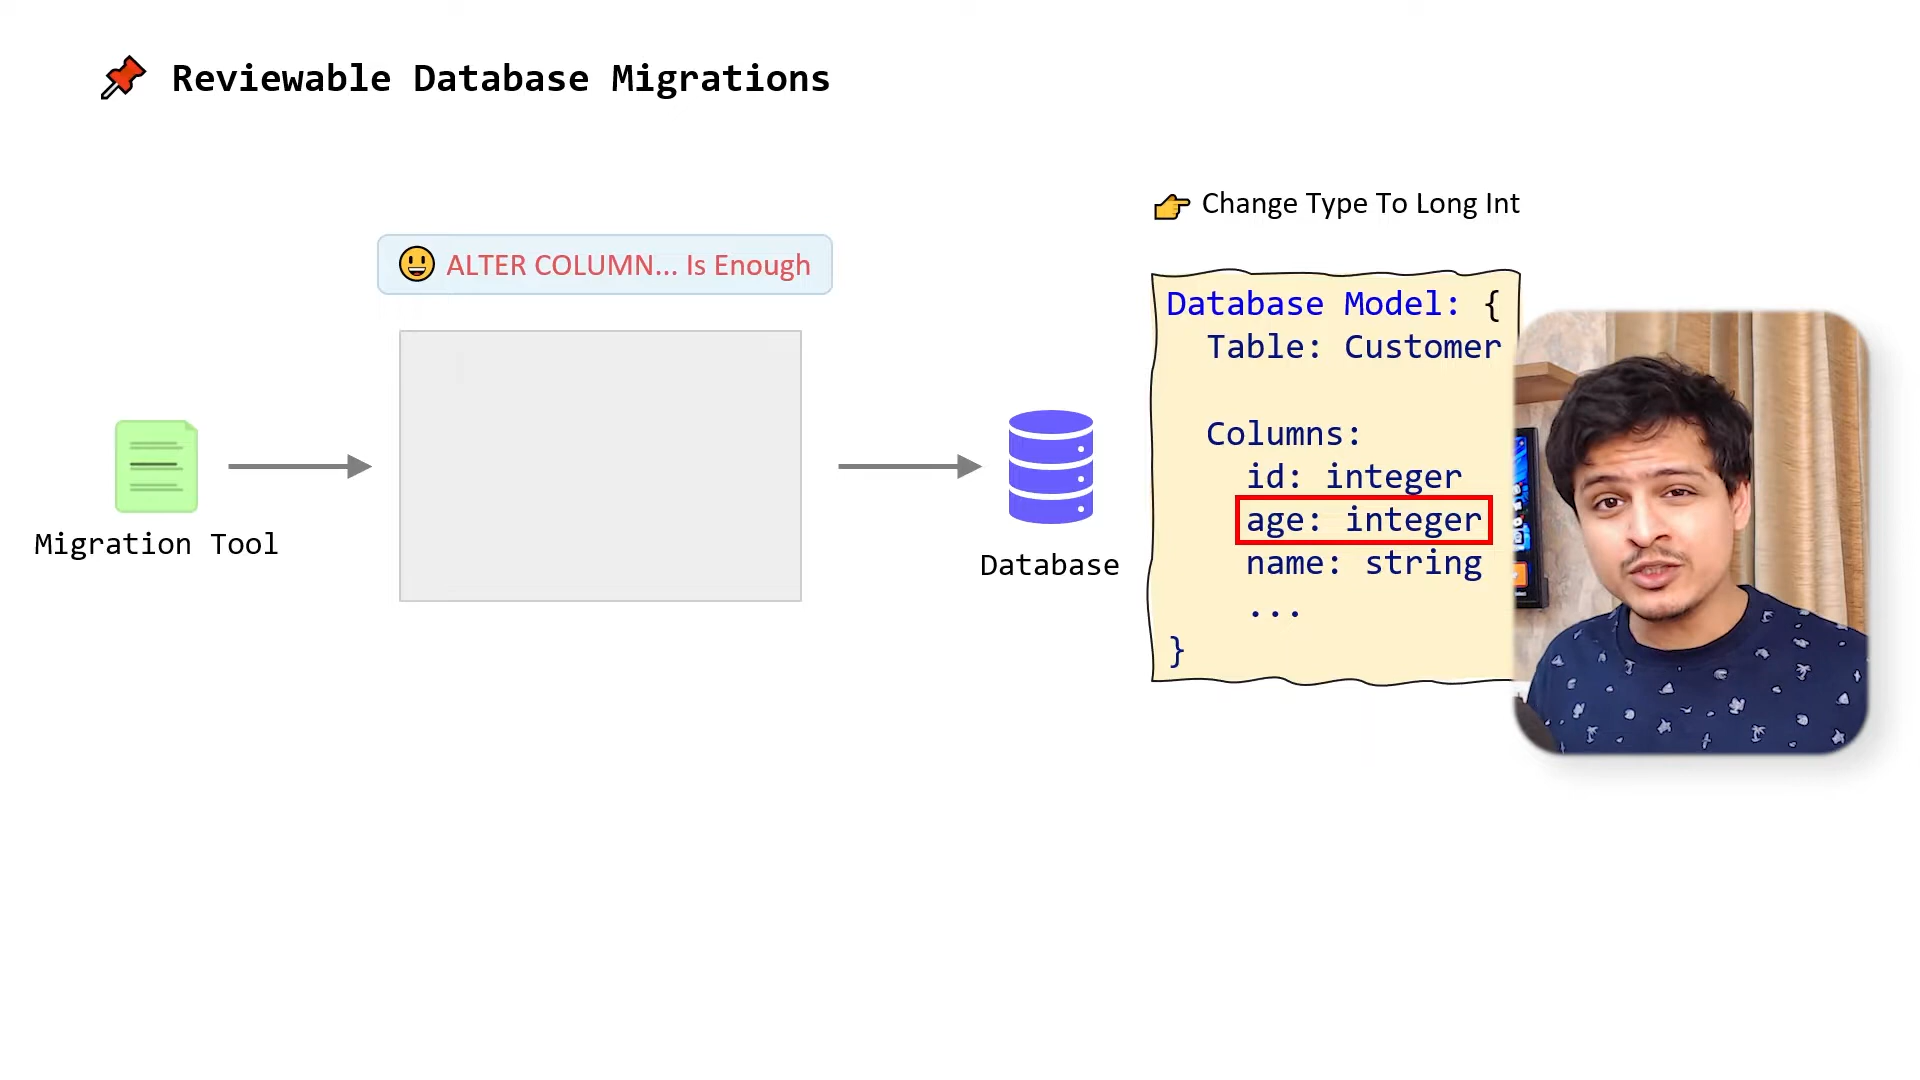 Reviewable Database Migrations
Change Type To Long Int
ALTER COLUMN... Is Enough
Migration Tool
Database
Database Model: {
Table: Customer
Columns:
id: integer
age: integer
name: string
...
}